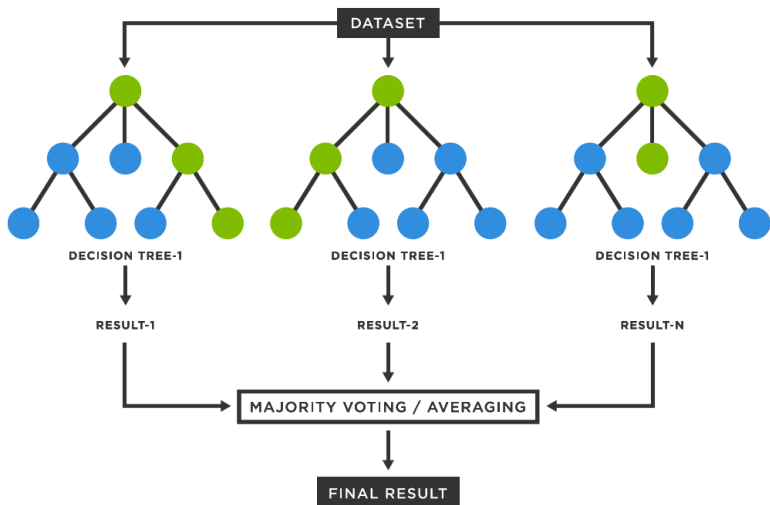 DATASET
DECISION TREE-1
DECISION TREE-1
DECISION TREE-1
RESULT-1
RESULT-2
RESULT-N
MAJORITY VOTING / AVERAGING
FINAL RESULT